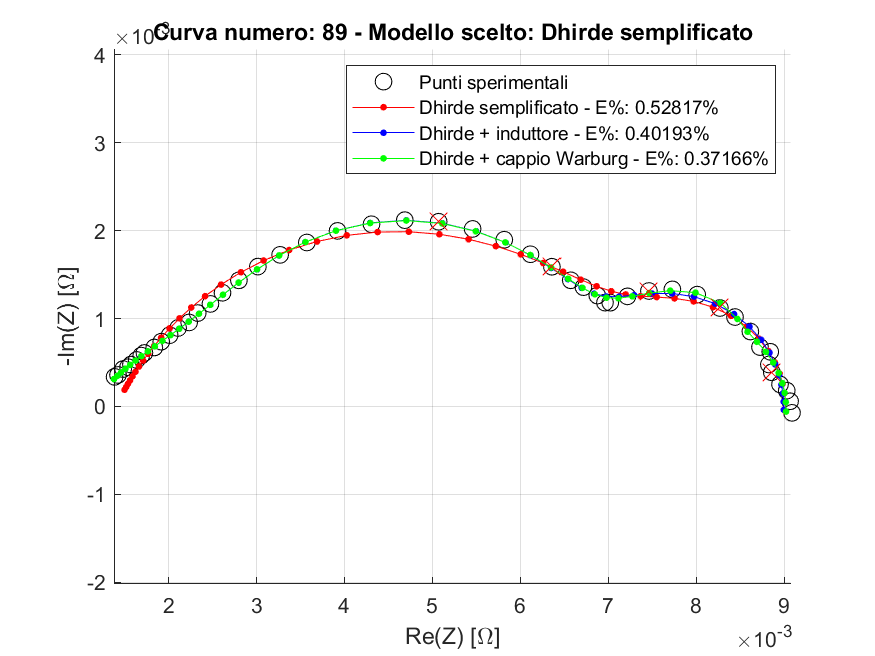 ×10⁻³
Curva numero: 89 - Modello scelto: Dhirde semplificato
Punti sperimentali
Dhirde semplificato - E%: 0.52817%
Dhirde + induttore - E%: 0.40193%
Dhirde + cappio Warburg - E%: 0.37166%
4
3
2
1
0
-1
-2
-Im(Z) [Ω]
2 3 4 5 6 7 8 9
Re(Z) [Ω]
×10⁻³